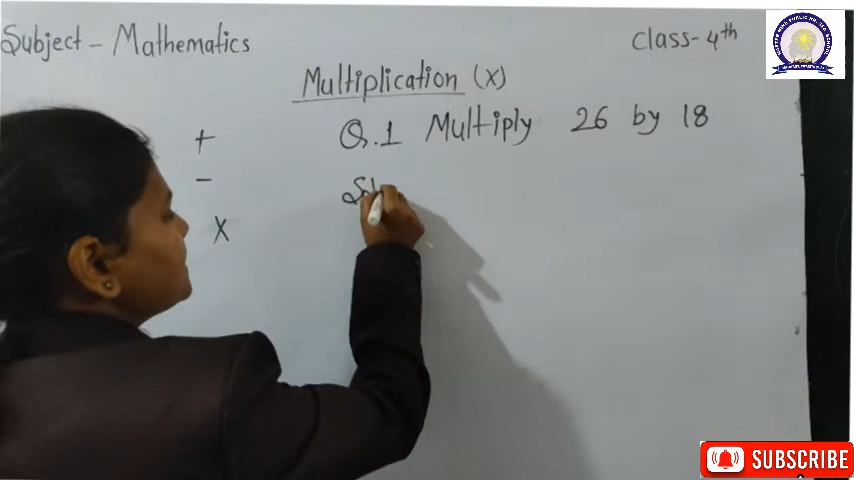 Subject - Mathematics
Class - 4th
Multiplication (x)
+
Q.1 Multiply 26 by 18
-
x
SUBSCRIBE